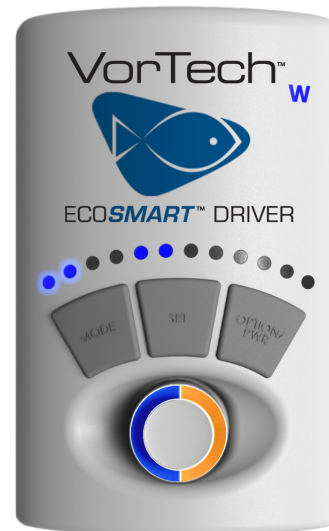 VorTech™
W
ECOSMART™ DRIVER
MODE
SET
OPTION/
PWR